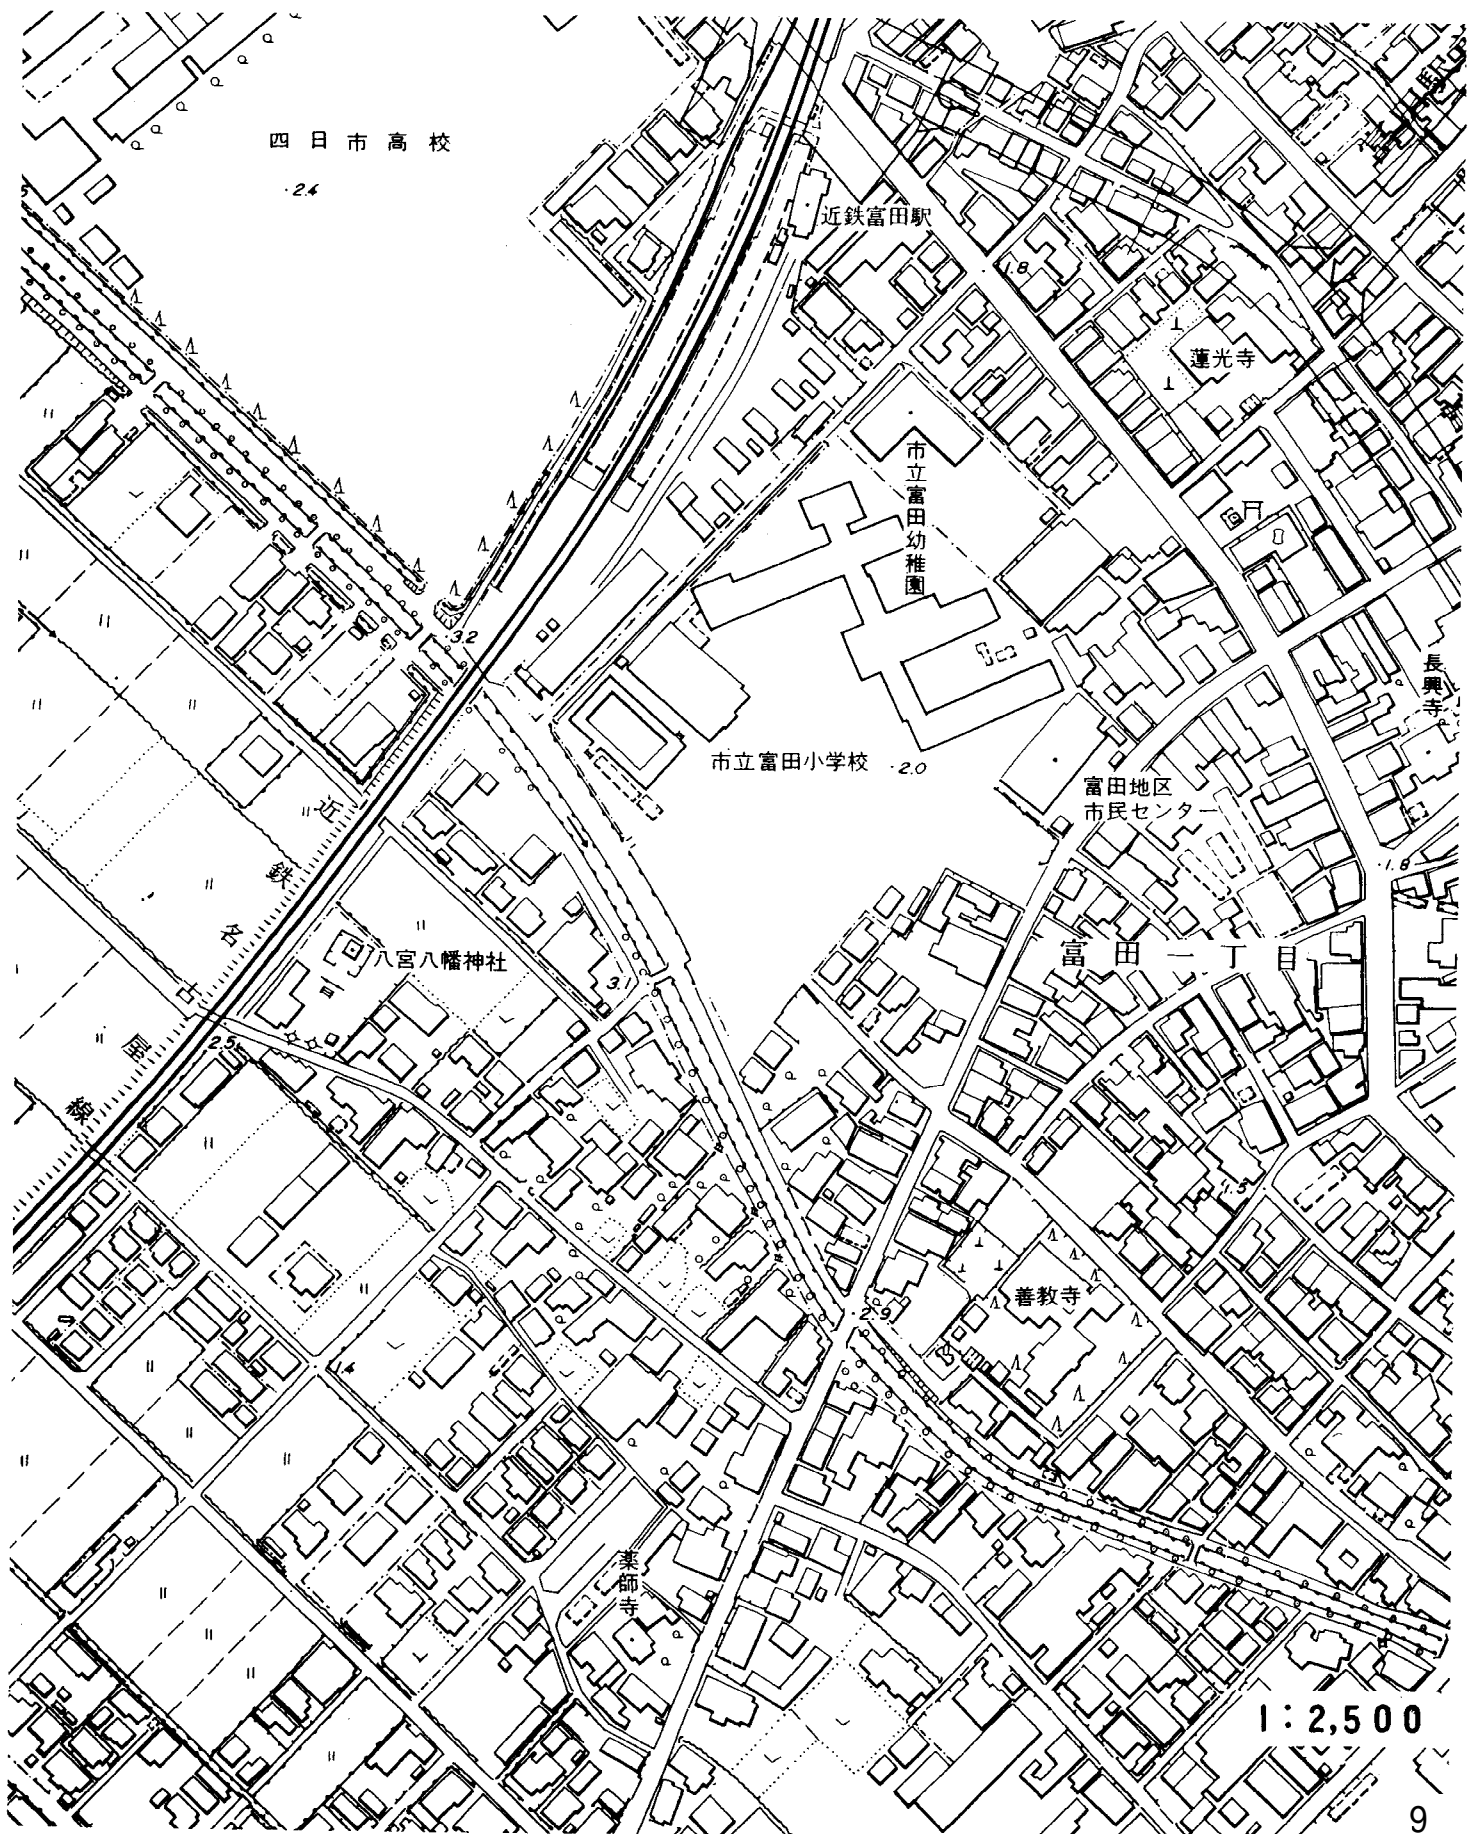 四日市高校
・2.4
近鉄富田駅
・1.8
蓮光寺
市立富田幼稚園
3.2
長興寺
市立富田小学校
・2.0
富田地区
市民センター
・1.8
近鉄名古屋線
八宮八幡神社
富田一丁目
3.1
2.5
1.5
善教寺
2.9
1.4
薬師寺
1:2,500
9